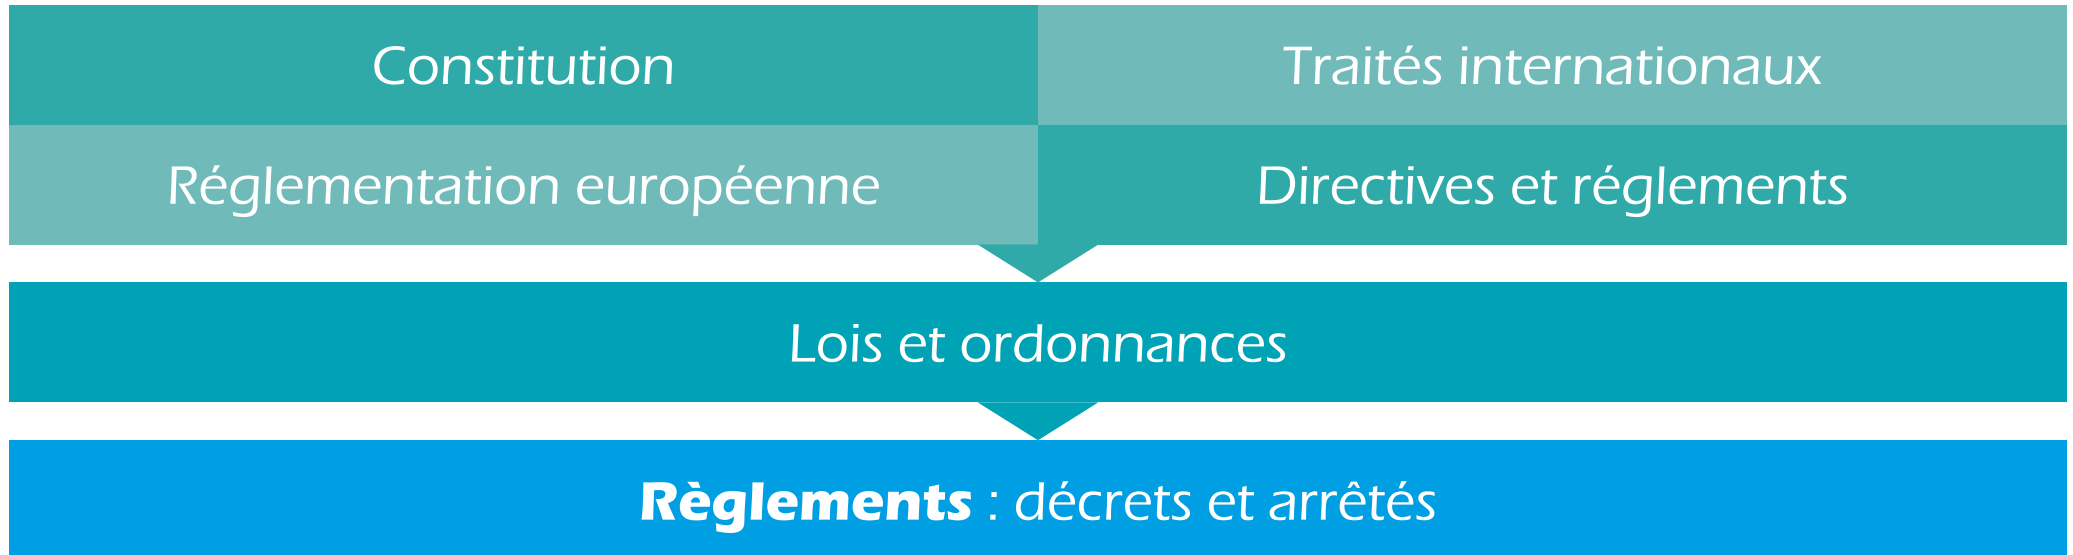 Constitution
Traités internationaux
Réglementation européenne
Directives et réglements
Lois et ordonnances
Règlements : décrets et arrêtés